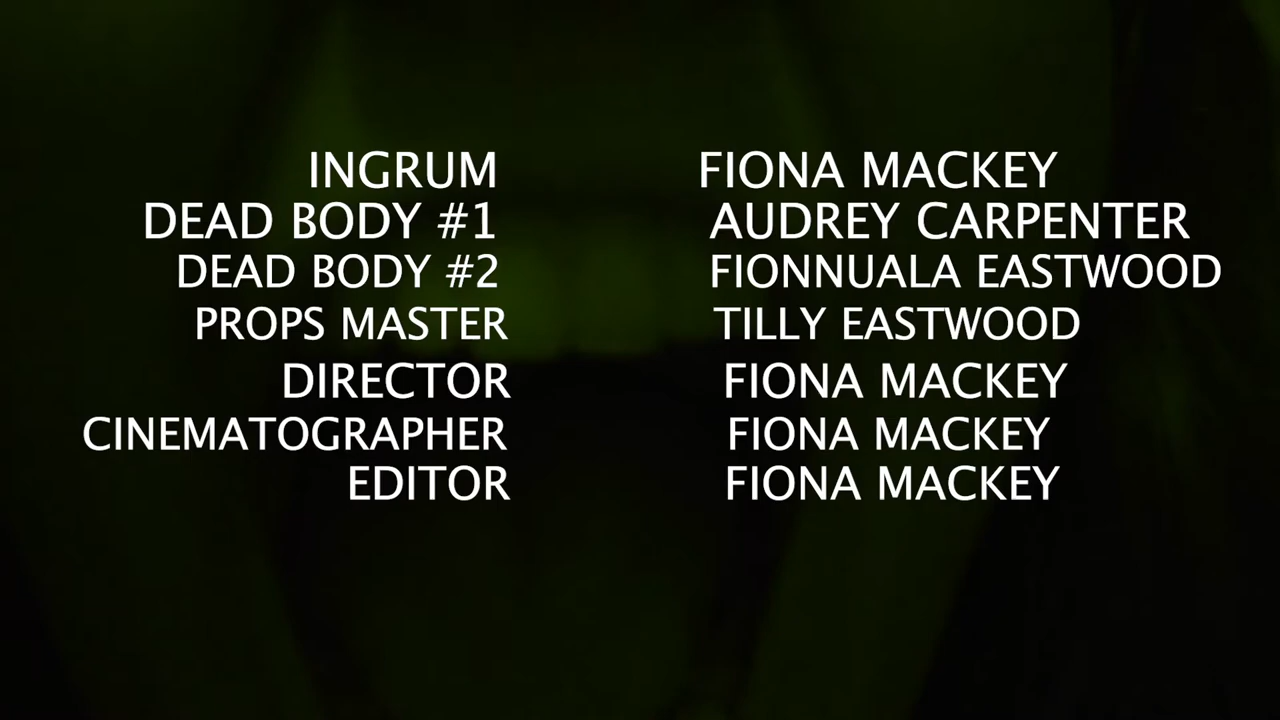 INGRUM FIONA MACKEY
DEAD BODY #1 AUDREY CARPENTER
DEAD BODY #2 FIONNUALA EASTWOOD
PROPS MASTER TILLY EASTWOOD
DIRECTOR FIONA MACKEY
CINEMATOGRAPHER FIONA MACKEY
EDITOR FIONA MACKEY